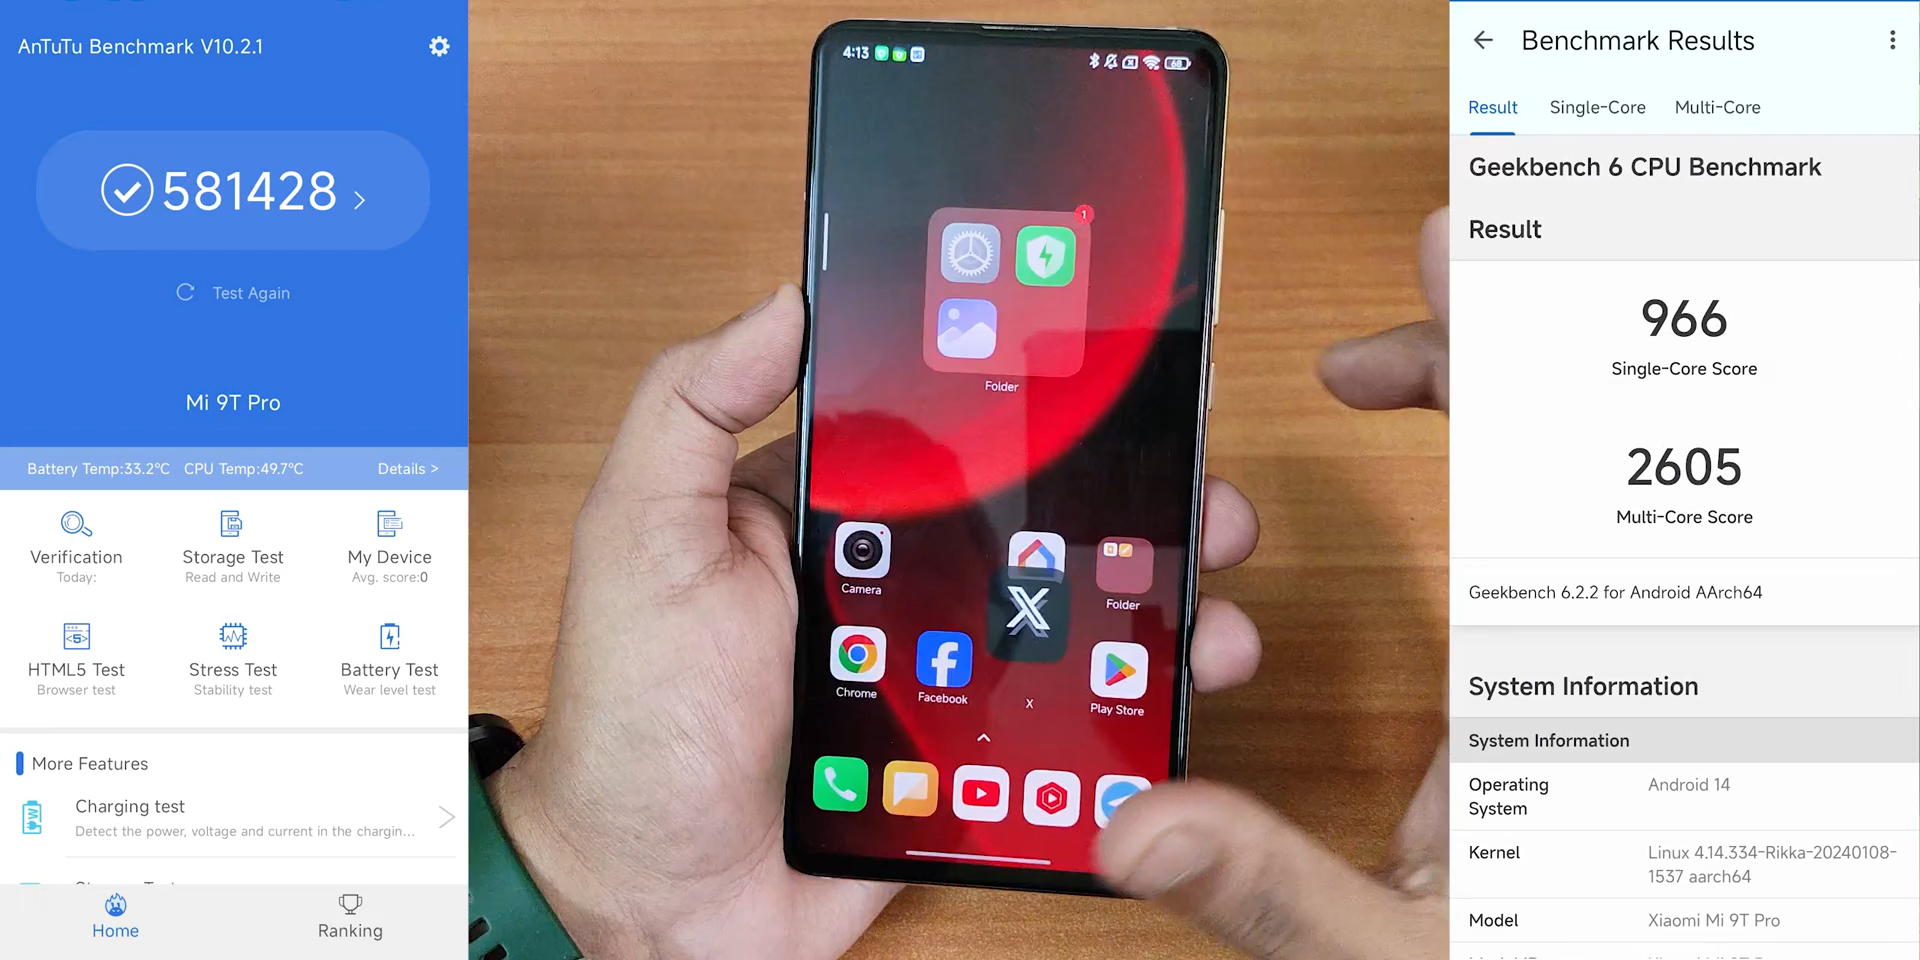 AnTuTu Benchmark V10.2.1
581428
Test Again
Mi 9T Pro
Battery Temp:33.2°C CPU Temp:49.7°C Details >
Verification
Today:
Storage Test
Read and Write
My Device
Avg. score:0
HTML5 Test
Browser test
Stress Test
Stability test
Battery Test
Wear level test
More Features
Charging test
Detect the power, voltage and current in the chargin...
Home
Ranking
4:13
68
1
Folder
Camera
Folder
Chrome
Facebook
X
Play Store
Benchmark Results
Result Single-Core Multi-Core
Geekbench 6 CPU Benchmark
Result
966
Single-Core Score
2605
Multi-Core Score
Geekbench 6.2.2 for Android AArch64
System Information
System Information
Operating
System
Android 14
Kernel
Linux 4.14.334-Rikka-20240108-
1537 aarch64
Model
Xiaomi Mi 9T Pro